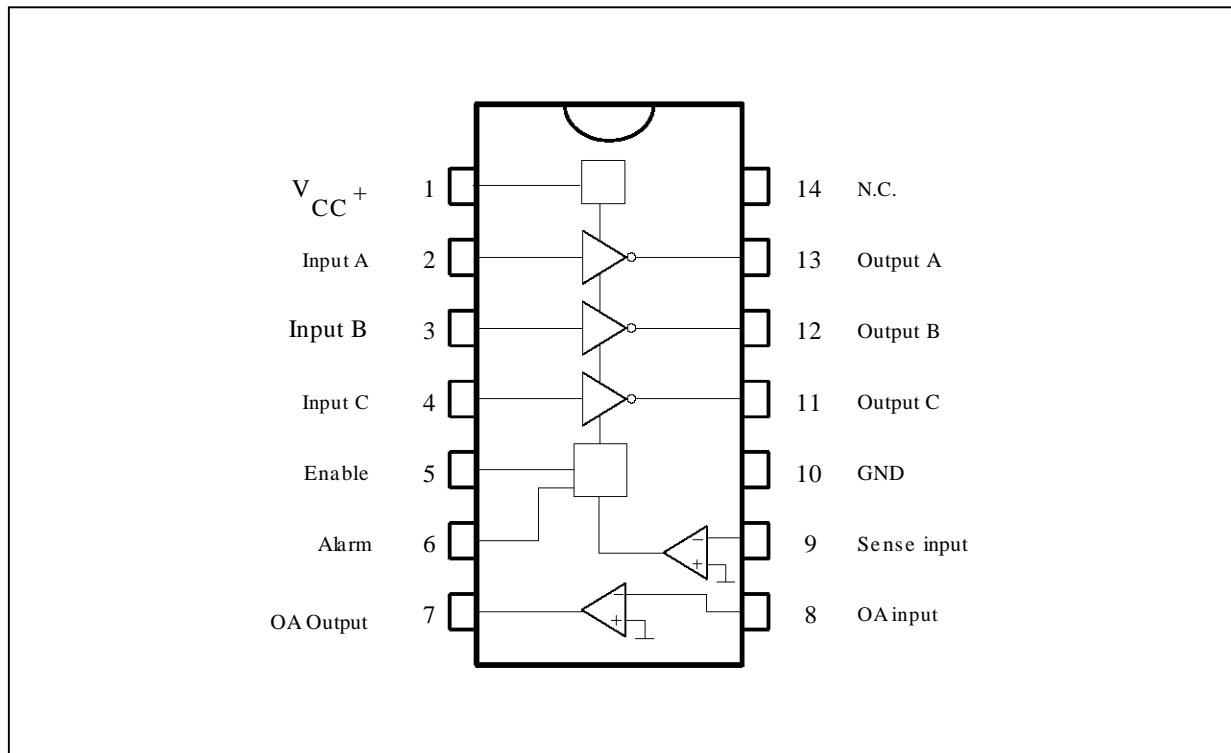 VCC+ 1 14 N.C.
Input A 2 13 Output A
Input B 3 12 Output B
Input C 4 11 Output C
Enable 5 10 GND
Alarm 6 9 Sense input
OA Output 7 8 OA input
- +
- +